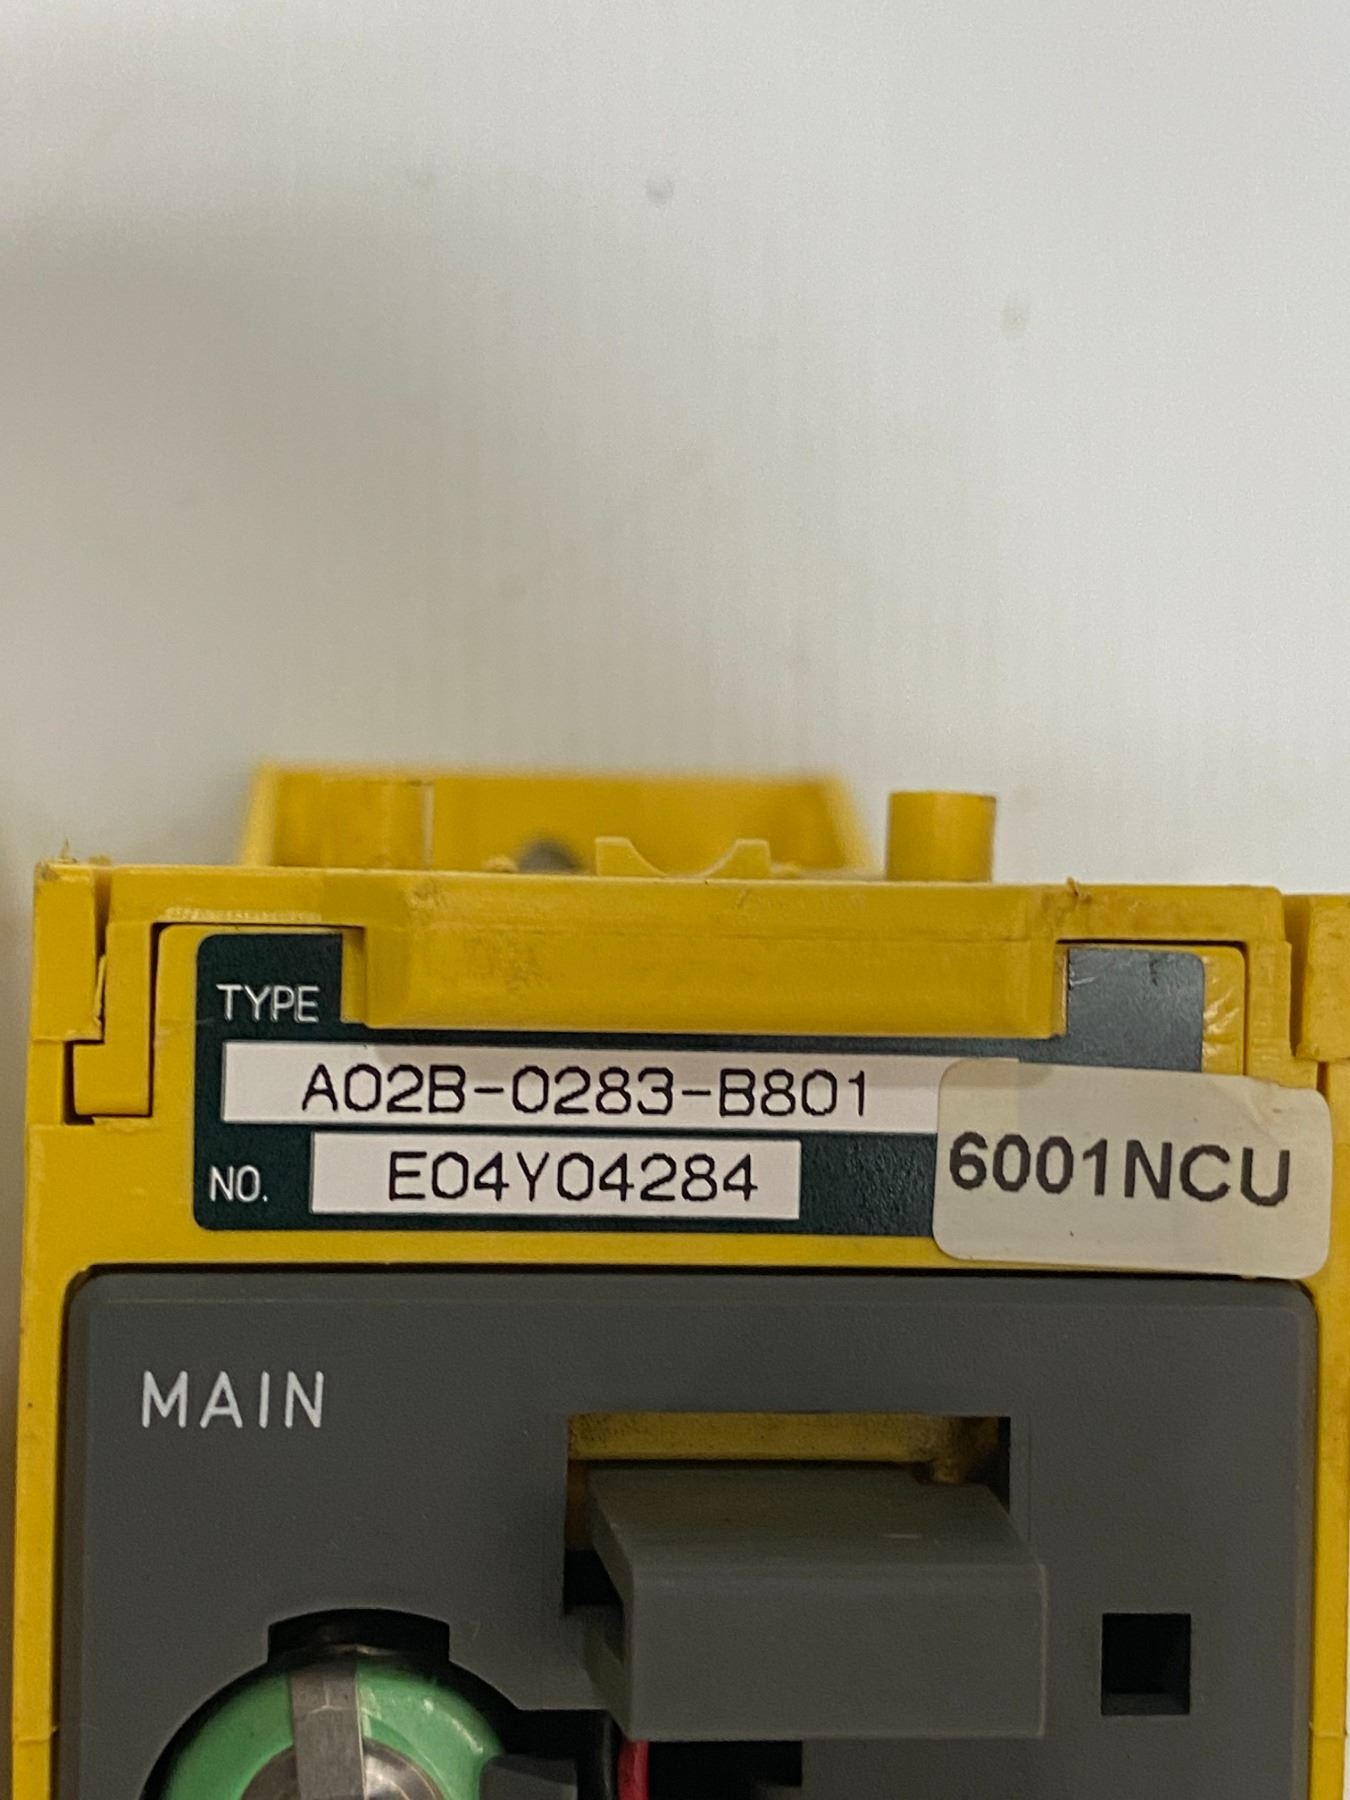 TYPE
A02B-0283-B801
NO. E04Y04284
6001NCU
MAIN